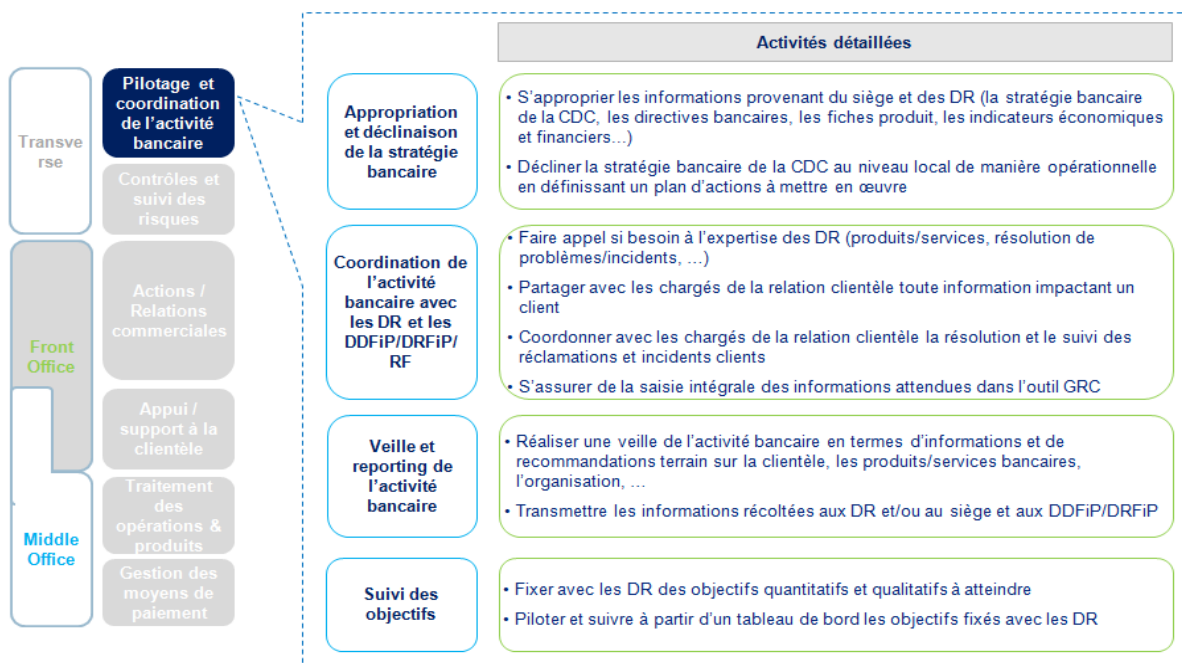 Transve
rse
Front
Office
Middle
Office
Pilotage et
coordination
de l'activité
bancaire
Contrôles et
suivi des
risques
Actions /
Relations
commerciales
Appui /
support à la
clientèle
Traitement
des
opérations &
produits
Gestion des
moyens de
paiement
Activités détaillées
Appropriation
et déclinaison
de la stratégie
bancaire
• S'approprier les informations provenant du siège et des DR (la stratégie bancaire
de la CDC, les directives bancaires, les fiches produit, les indicateurs économiques
et financiers…)
• Décliner la stratégie bancaire de la CDC au niveau local de manière opérationnelle
en définissant un plan d'actions à mettre en œuvre
Coordination de
l'activité
bancaire avec
les DR et les
DDFiP/DRFiP/
RF
• Faire appel si besoin à l'expertise des DR (produits/services, résolution de
problèmes/incidents, …)
• Partager avec les chargés de la relation clientèle toute information impactant un
client
• Coordonner avec les chargés de la relation clientèle la résolution et le suivi des
réclamations et incidents clients
• S'assurer de la saisie intégrale des informations attendues dans l'outil GRC
Veille et
reporting de
l'activité
bancaire
• Réaliser une veille de l'activité bancaire en termes d'informations et de
recommandations terrain sur la clientèle, les produits/services bancaires,
l'organisation, …
• Transmettre les informations récoltées aux DR et/ou au siège et aux DDFiP/DRFiP
Suivi des
objectifs
• Fixer avec les DR des objectifs quantitatifs et qualitatifs à atteindre
• Piloter et suivre à partir d'un tableau de bord les objectifs fixés avec les DR